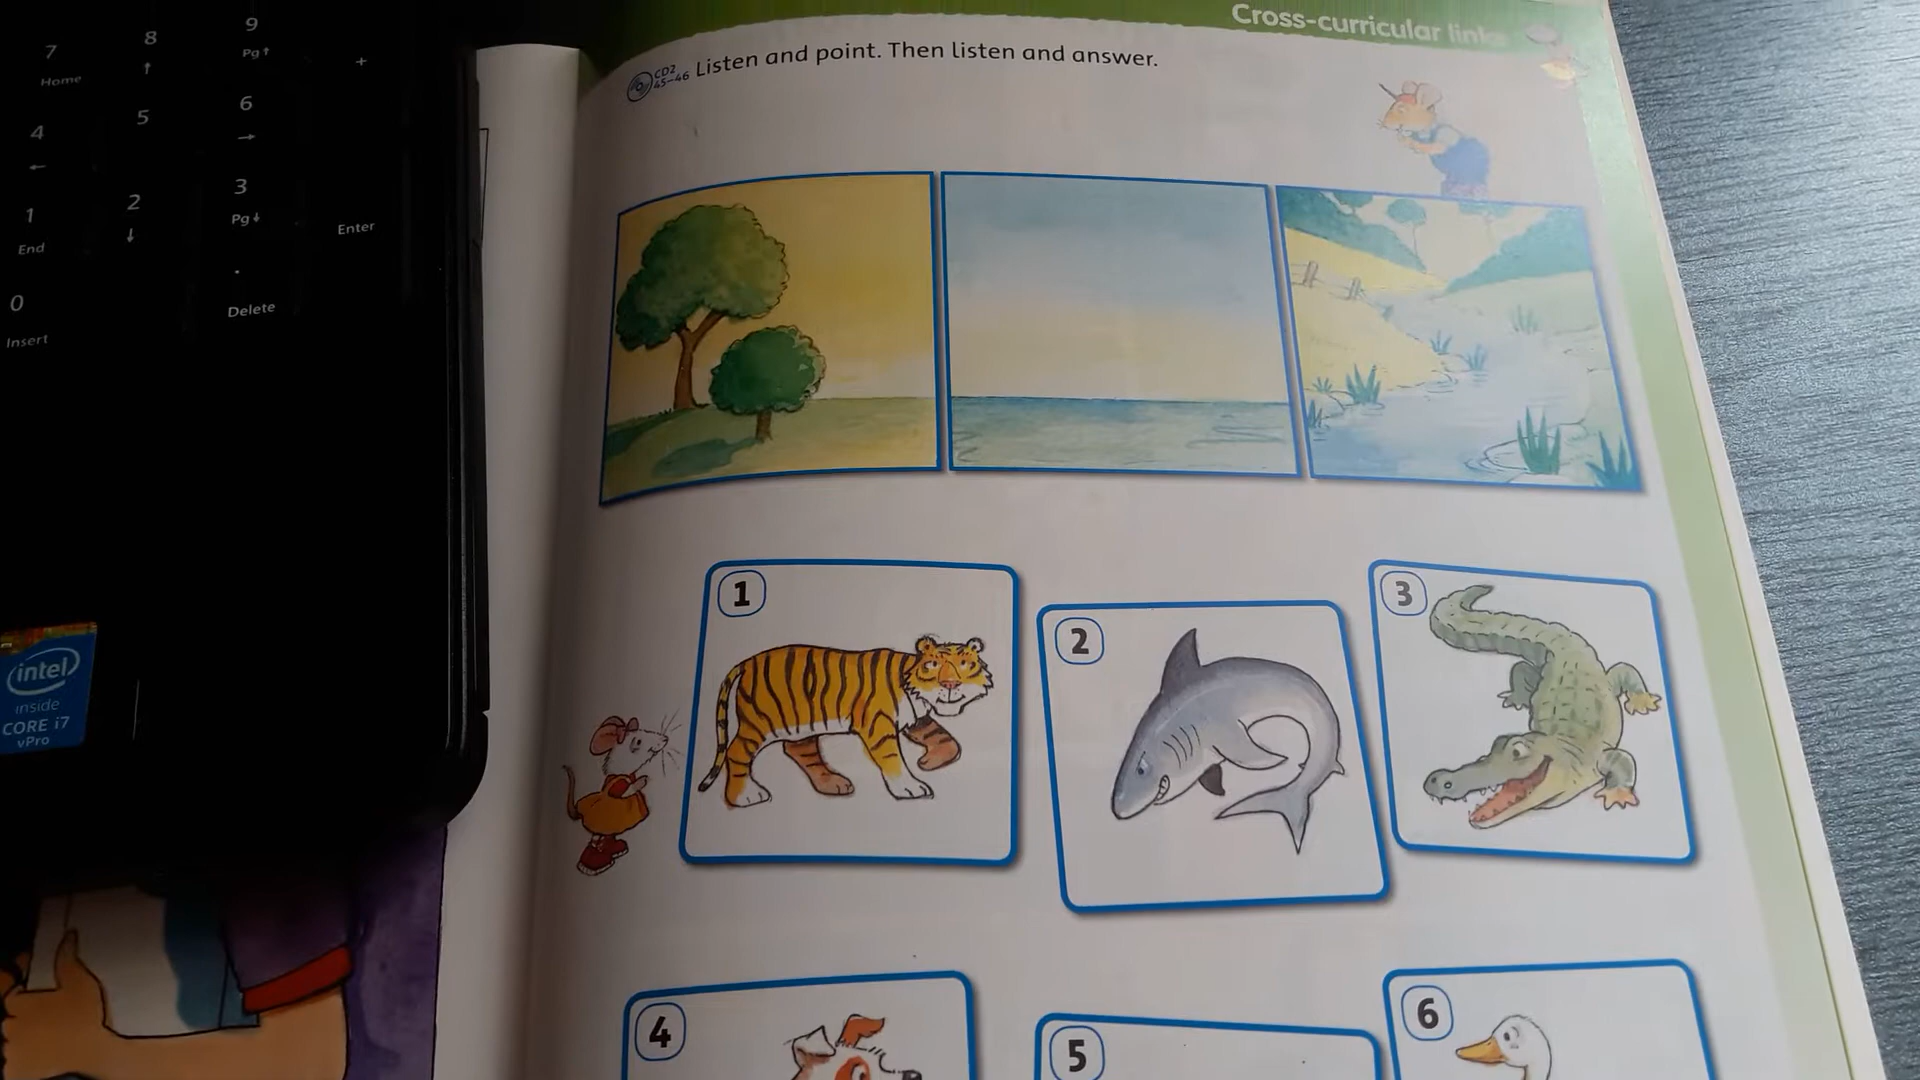 7 8 9
Home ↑ Pg↑ +
4 5 6
← →
1 2 3
End ↓ Pg↓ Enter
0 .
Insert Delete
intel
inside
CORE i7
vPro
Cross-curricular links
CD2
45–46
Listen and point. Then listen and answer.
1
2
3
4
5
6